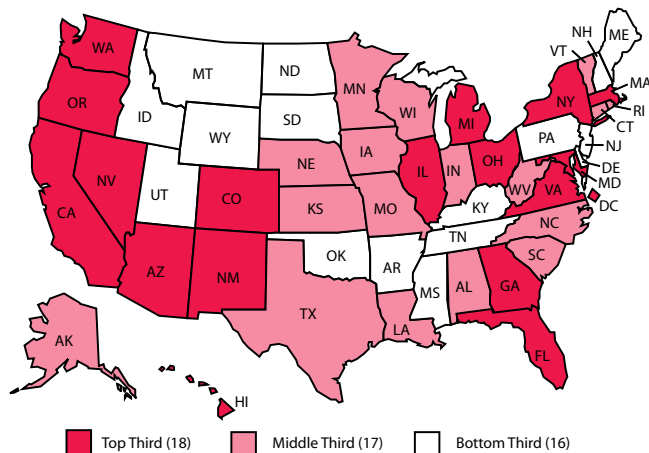 WA
OR
CA
NV
ID
MT
WY
UT
CO
AZ
NM
ND
SD
NE
KS
OK
TX
MN
IA
MO
AR
LA
WI
IL
MI
IN
OH
KY
TN
MS
AL
GA
FL
SC
NC
VA
WV
PA
NY
VT
NH
ME
MA
RI
CT
NJ
DE
MD
DC
AK
HI
Top Third (18)
Middle Third (17)
Bottom Third (16)